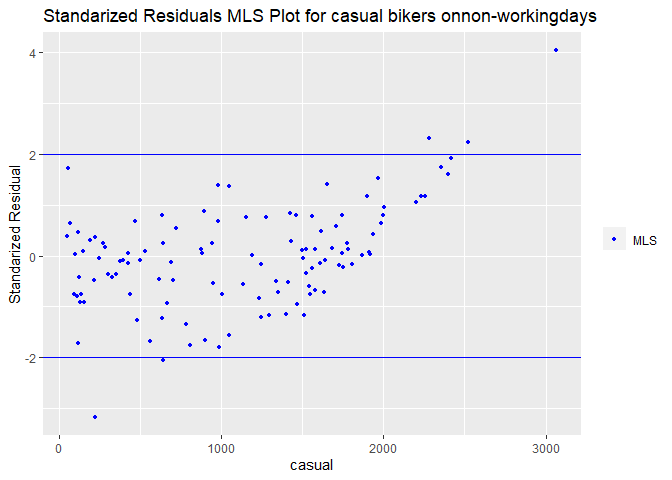 Standarized Residuals MLS Plot for casual bikers onnon-workingdays
Standarized Residual
4
2
0
-2
0
1000
2000
3000
casual
MLS